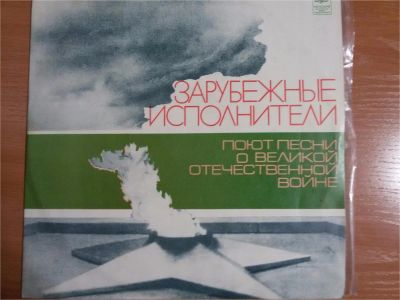 ЗАРУБЕЖНЫЕ
ИСПОЛНИТЕЛИ
ПОЮТ ПЕСНИ
О ВЕЛИКОЙ
ОТЕЧЕСТВЕННОЙ
ВОЙНЕ